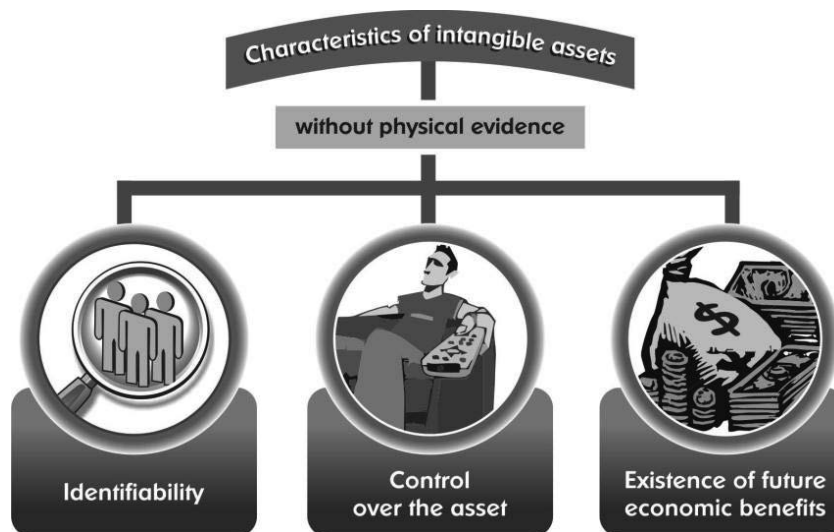 Characteristics of intangible assets
without physical evidence
Identifiability
Control
over the asset
Existence of future
economic benefits
$